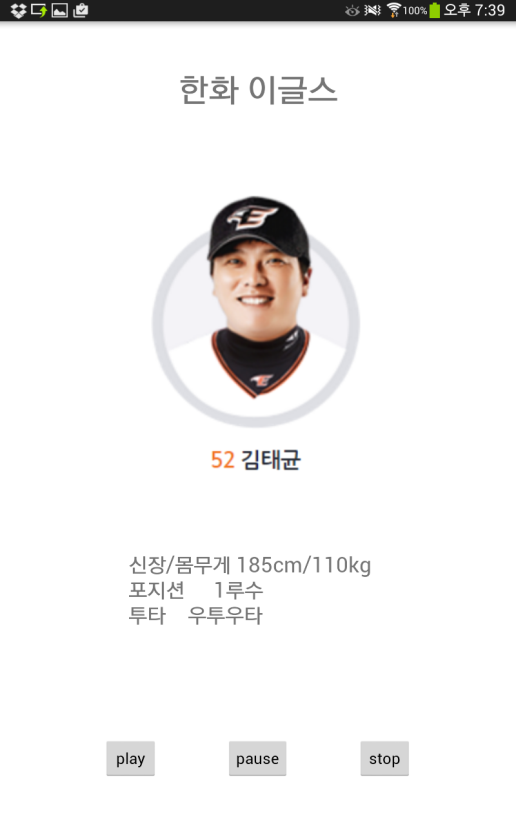 100% 오후 7:39
한화 이글스
52 김태균
신장/몸무게 185cm/110kg
포지션 1루수
투타 우투우타
play pause stop